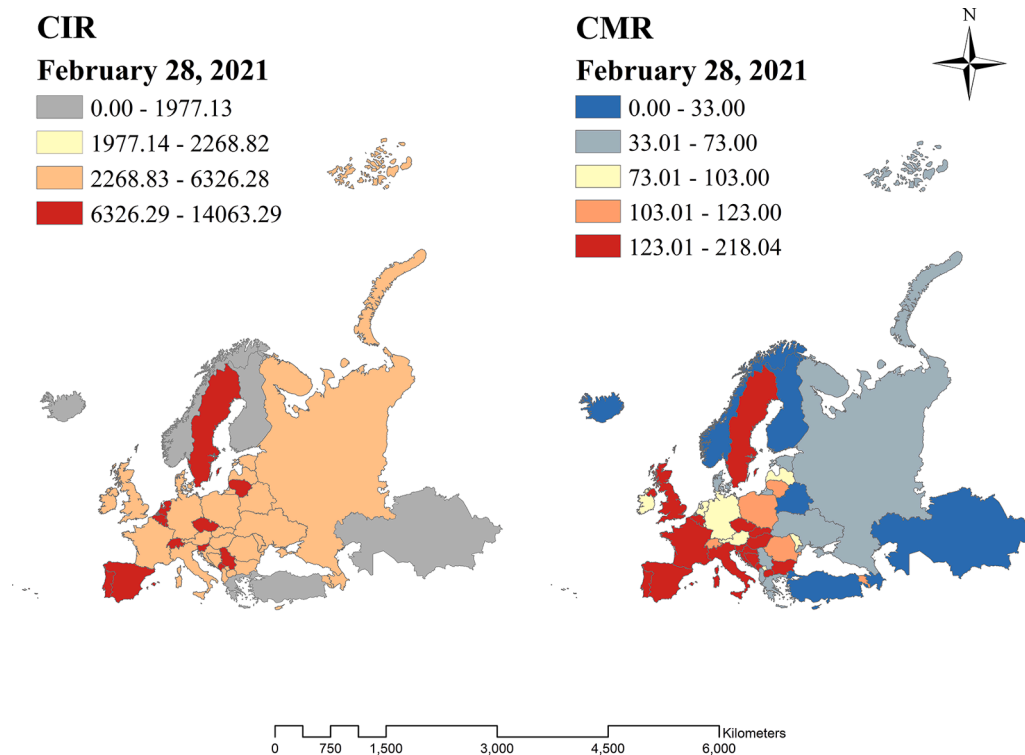 CIR
February 28, 2021
0.00 - 1977.13
1977.14 - 2268.82
2268.83 - 6326.28
6326.29 - 14063.29
CMR
February 28, 2021
0.00 - 33.00
33.01 - 73.00
73.01 - 103.00
103.01 - 123.00
123.01 - 218.04
N
Kilometers
0 750 1,500 3,000 4,500 6,000